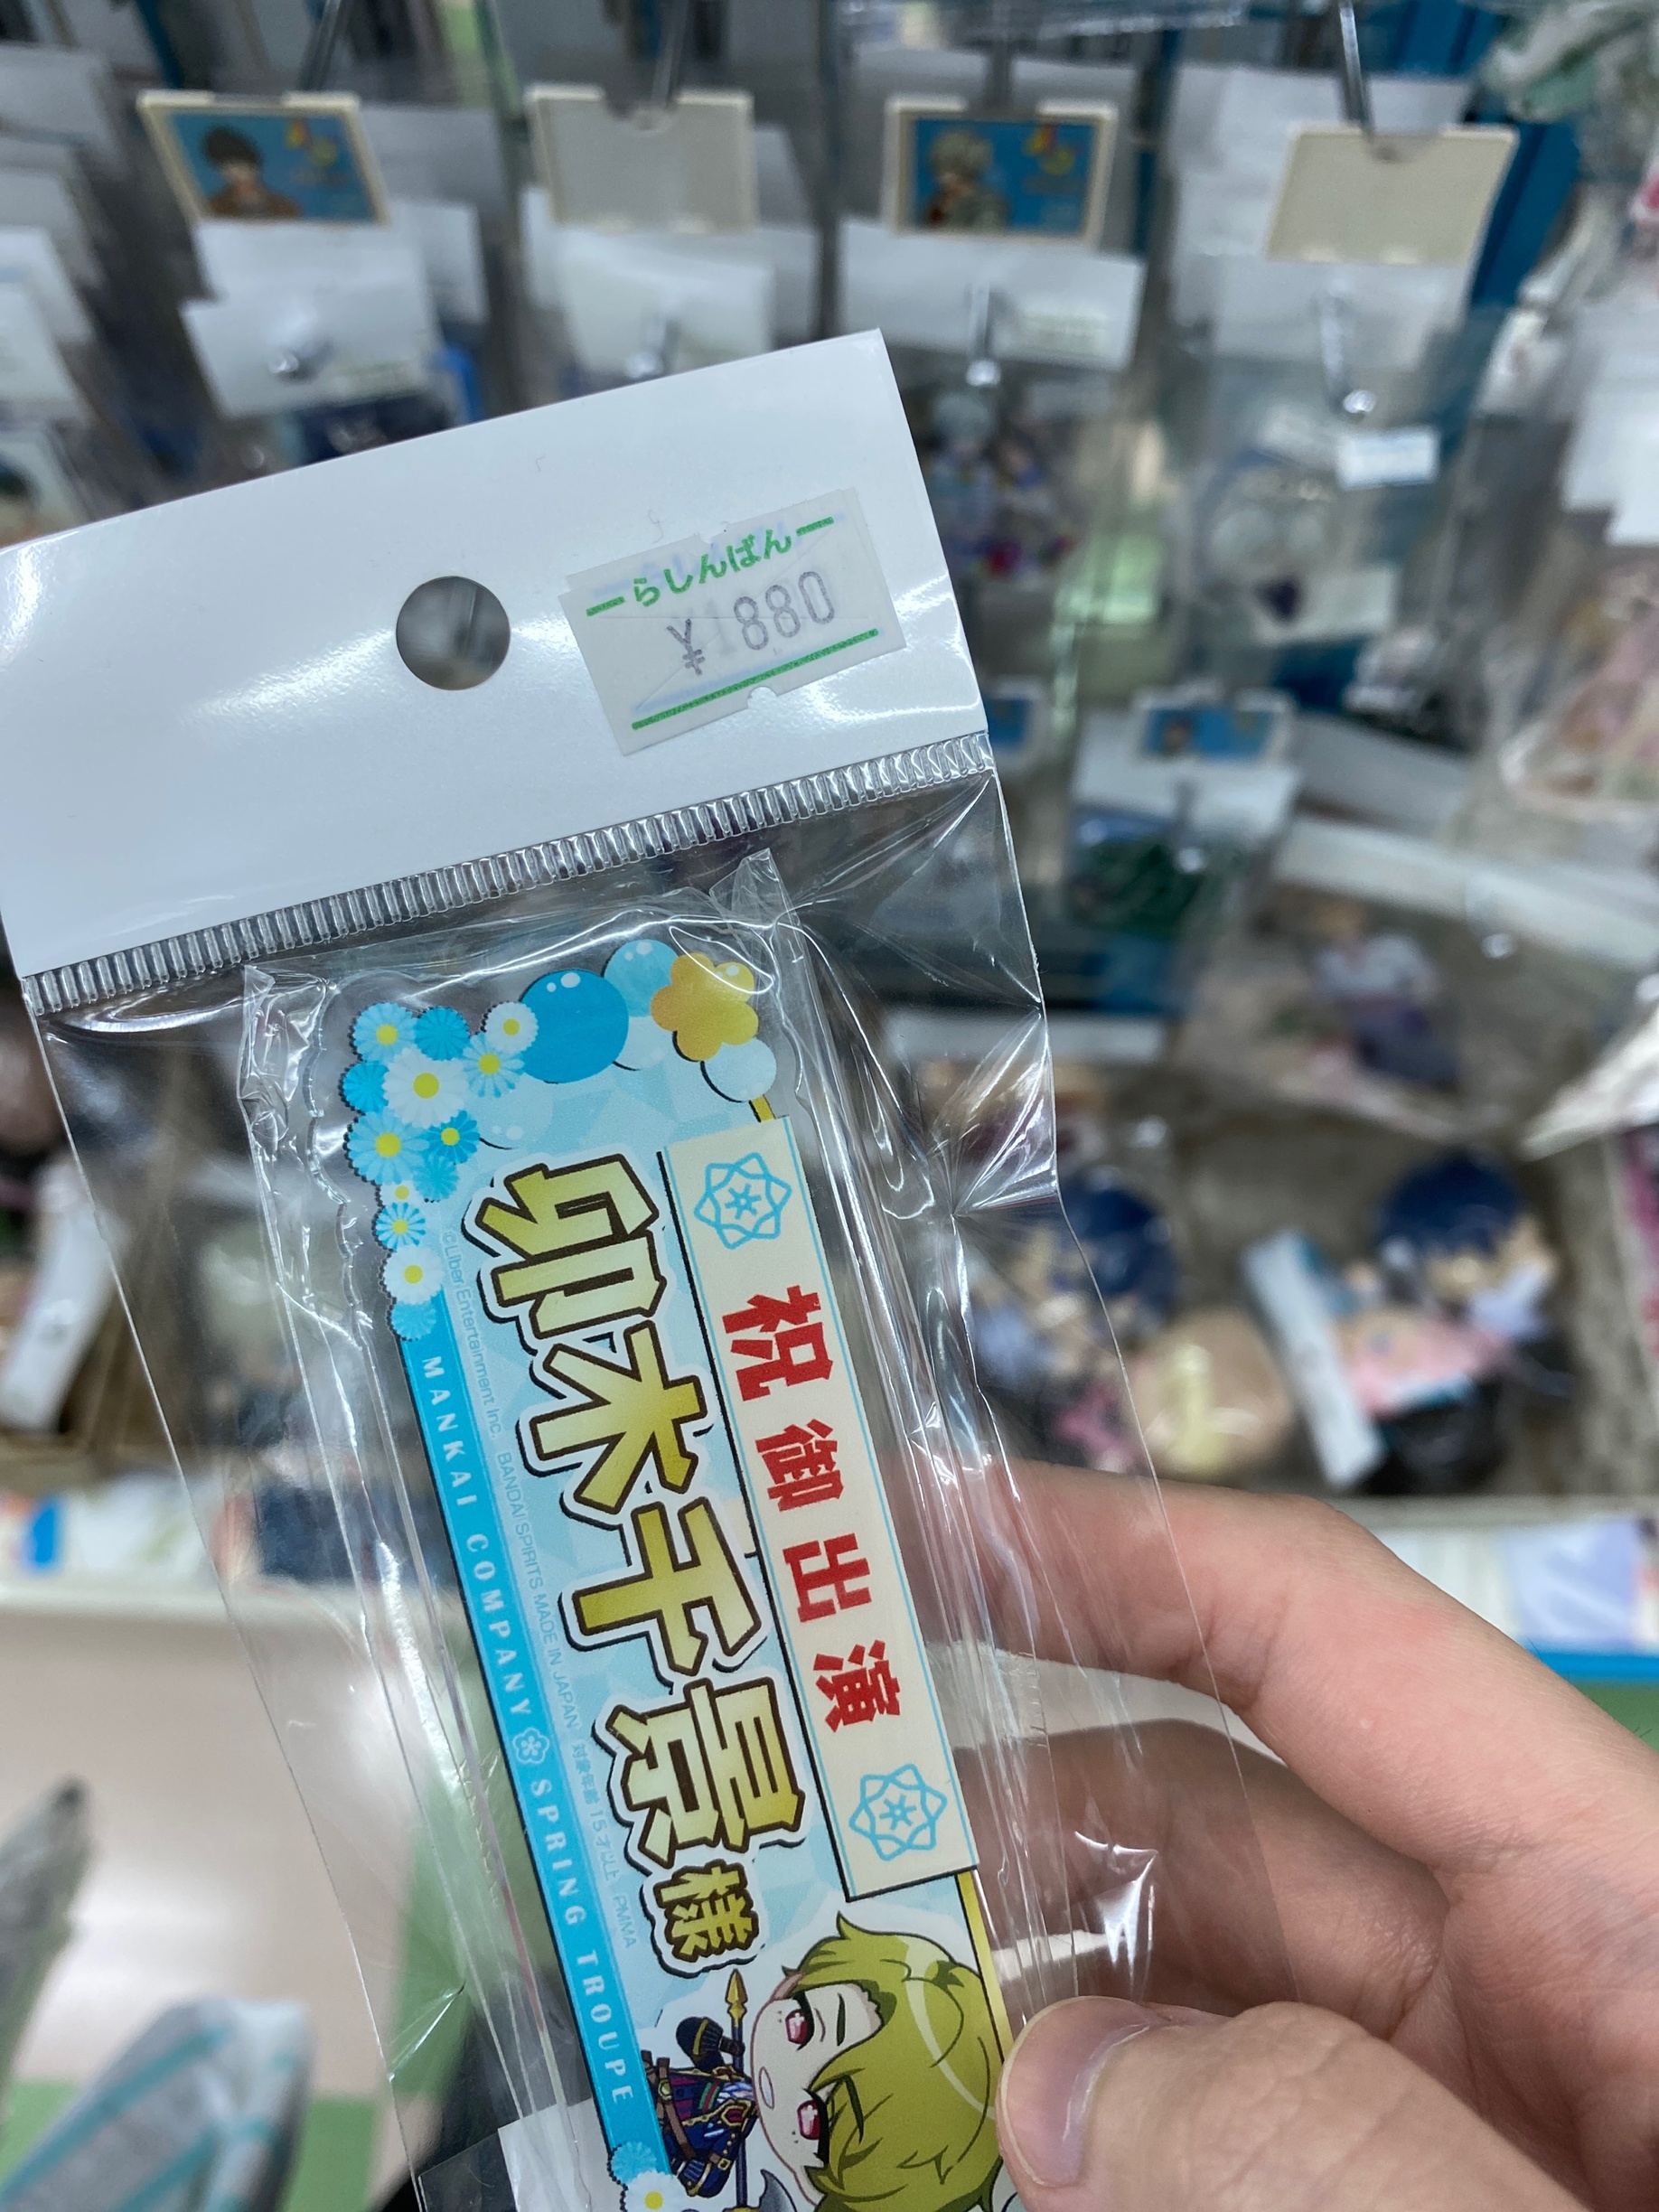 らしんばん
¥880
祝御出演
卯木千景様
©Liber Entertainment Inc. BANDAI SPIRITS MADE IN JAPAN 対象年齢 15才以上 PMMA
MANKAI COMPANY SPRING TROUPE